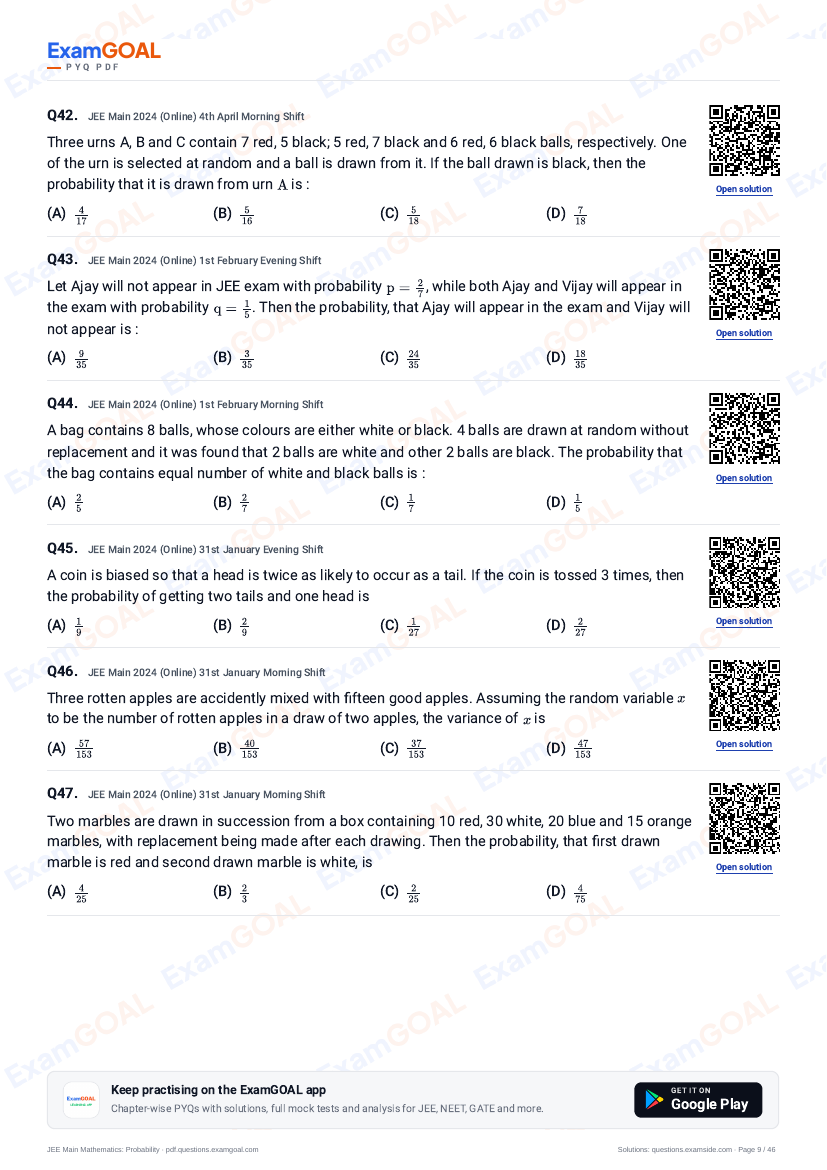 ExamGOAL
PYQ PDF
Q42. JEE Main 2024 (Online) 4th April Morning Shift
Three urns A, B and C contain 7 red, 5 black; 5 red, 7 black and 6 red, 6 black balls, respectively. One
of the urn is selected at random and a ball is drawn from it. If the ball drawn is black, then the
probability that it is drawn from urn A is :
Open solution
(A) 4/17 (B) 5/16 (C) 5/18 (D) 7/18
Q43. JEE Main 2024 (Online) 1st February Evening Shift
Let Ajay will not appear in JEE exam with probability p = 2/7, while both Ajay and Vijay will appear in
the exam with probability q = 1/5. Then the probability, that Ajay will appear in the exam and Vijay will
not appear is :
Open solution
(A) 9/35 (B) 3/35 (C) 24/35 (D) 18/35
Q44. JEE Main 2024 (Online) 1st February Morning Shift
A bag contains 8 balls, whose colours are either white or black. 4 balls are drawn at random without
replacement and it was found that 2 balls are white and other 2 balls are black. The probability that
the bag contains equal number of white and black balls is :
Open solution
(A) 2/5 (B) 2/7 (C) 1/7 (D) 1/5
Q45. JEE Main 2024 (Online) 31st January Evening Shift
A coin is biased so that a head is twice as likely to occur as a tail. If the coin is tossed 3 times, then
the probability of getting two tails and one head is
Open solution
(A) 1/9 (B) 2/9 (C) 1/27 (D) 2/27
Q46. JEE Main 2024 (Online) 31st January Morning Shift
Three rotten apples are accidently mixed with fifteen good apples. Assuming the random variable x
to be the number of rotten apples in a draw of two apples, the variance of x is
Open solution
(A) 57/153 (B) 40/153 (C) 37/153 (D) 47/153
Q47. JEE Main 2024 (Online) 31st January Morning Shift
Two marbles are drawn in succession from a box containing 10 red, 30 white, 20 blue and 15 orange
marbles, with replacement being made after each drawing. Then the probability, that first drawn
marble is red and second drawn marble is white, is
Open solution
(A) 4/25 (B) 2/3 (C) 2/25 (D) 4/75
ExamGOAL
Keep practising on the ExamGOAL app
Chapter-wise PYQs with solutions, full mock tests and analysis for JEE, NEET, GATE and more.
GET IT ON
Google Play
JEE Main Mathematics: Probability · pdf.questions.examgoal.com
Solutions: questions.examside.com · Page 9 / 46